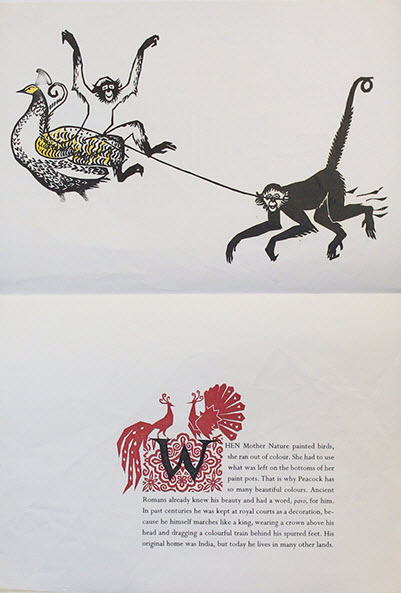 WHEN Mother Nature painted birds,
she ran out of colour. She had to use
what was left on the bottoms of her
paint pots. That is why Peacock has
so many beautiful colours. Ancient
Romans already knew his beauty and had a word, pavo, for him.
In past centuries he was kept at royal courts as a decoration, be-
cause he himself marches like a king, wearing a crown above his
head and dragging a colourful train behind his spurred feet. His
original home was India, but today he lives in many other lands.